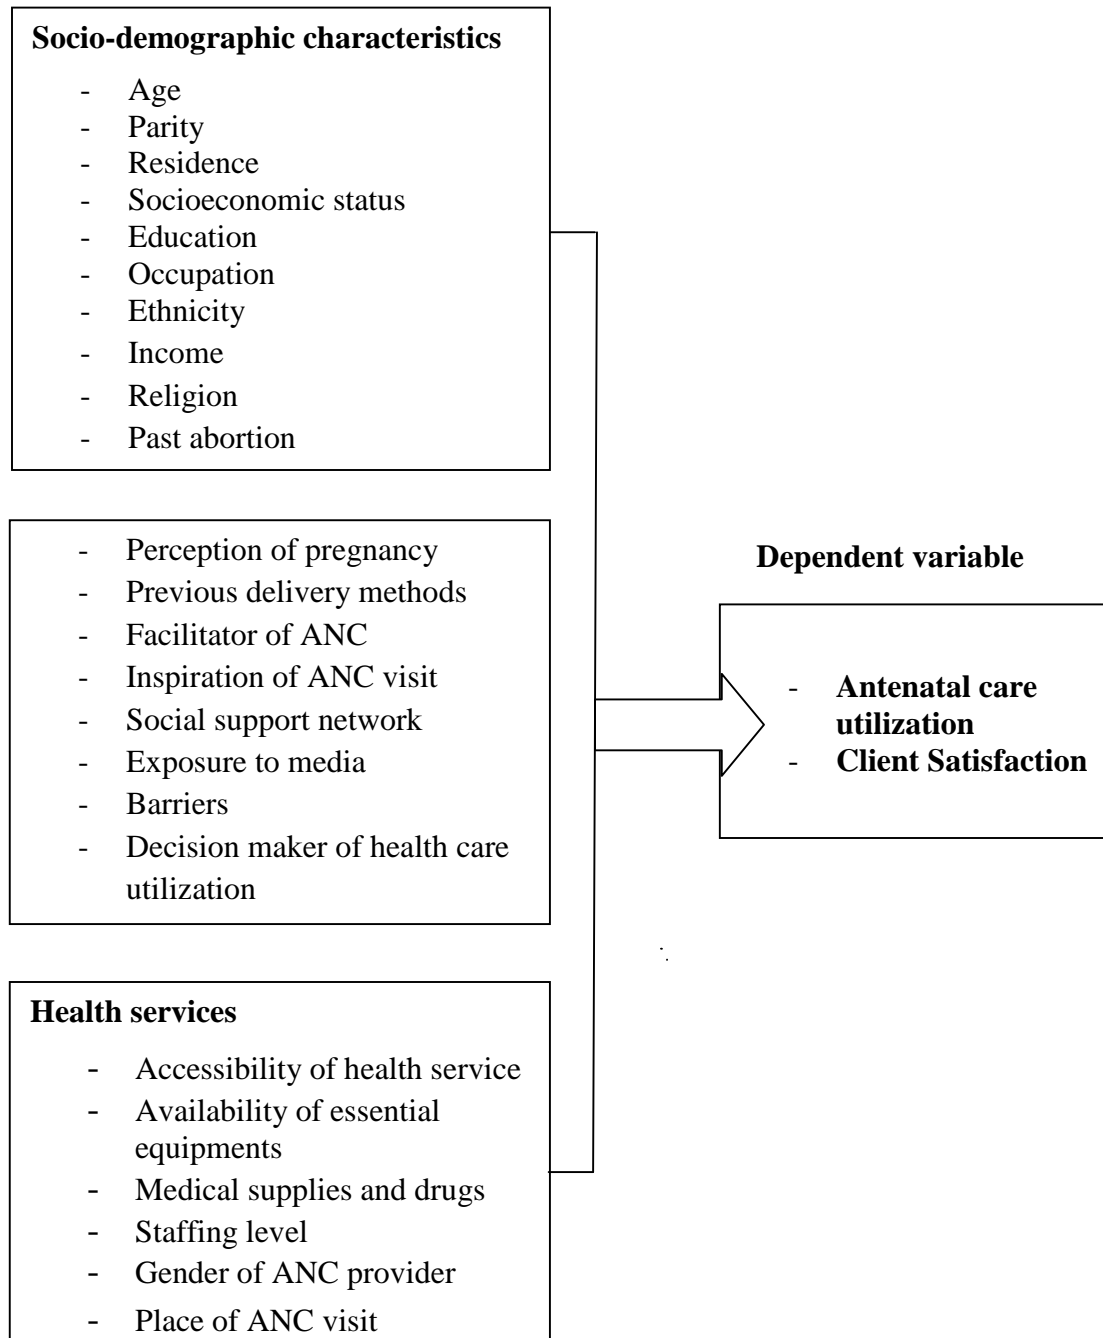 Socio-demographic characteristics
- Age
- Parity
- Residence
- Socioeconomic status
- Education
- Occupation
- Ethnicity
- Income
- Religion
- Past abortion
- Perception of pregnancy
- Previous delivery methods
- Facilitator of ANC
- Inspiration of ANC visit
- Social support network
- Exposure to media
- Barriers
- Decision maker of health care
utilization
Health services
- Accessibility of health service
- Availability of essential
equipments
- Medical supplies and drugs
- Staffing level
- Gender of ANC provider
- Place of ANC visit
Dependent variable
- Antenatal care
utilization
- Client Satisfaction